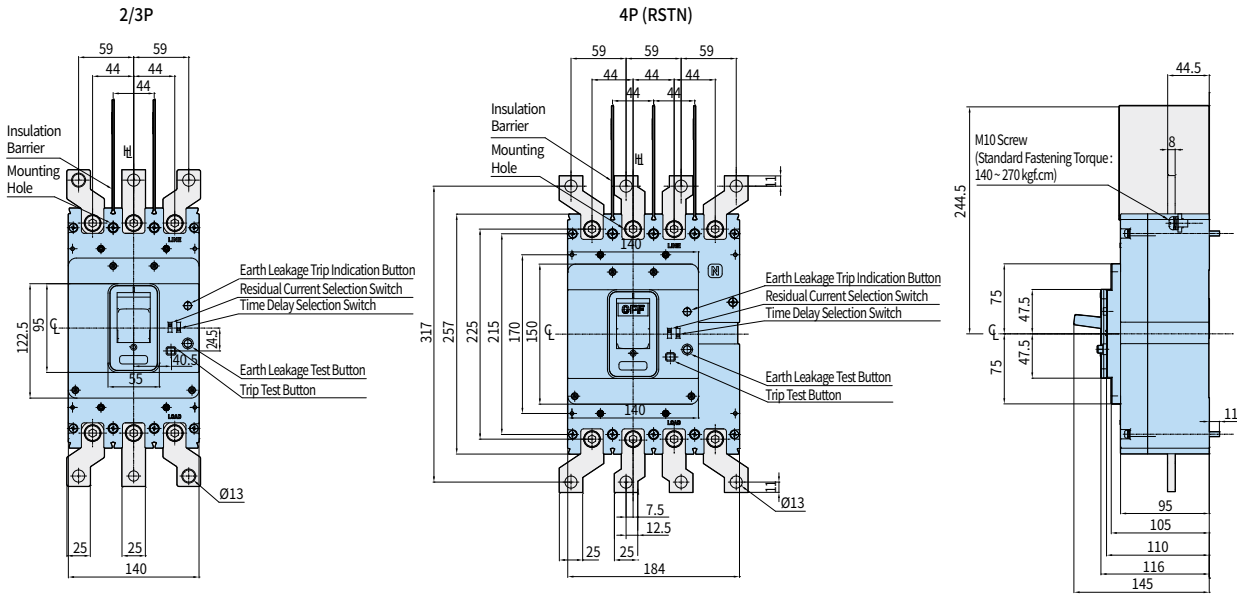 2/3P
59
59
44
44
44
Insulation
Barrier
Mounting
Hole
LINE
Earth Leakage Trip Indication Button
Residual Current Selection Switch
Time Delay Selection Switch
122.5
95
24.5
40.5
55
Earth Leakage Test Button
Trip Test Button
LOAD
Ø13
25
25
140
4P (RSTN)
59
59
59
44
44
44
44
44
Insulation
Barrier
Mounting
Hole
11
LINE
140
N
OFF
Earth Leakage Trip Indication Button
Residual Current Selection Switch
Time Delay Selection Switch
317
257
225
215
170
150
Earth Leakage Test Button
Trip Test Button
140
LOAD
11
Ø13
7.5
12.5
25
25
184
44.5
M10 Screw
(Standard Fastening Torque :
140 ~ 270 kgf.cm)
8
244.5
75
47.5
47.5
75
11
95
105
110
116
145